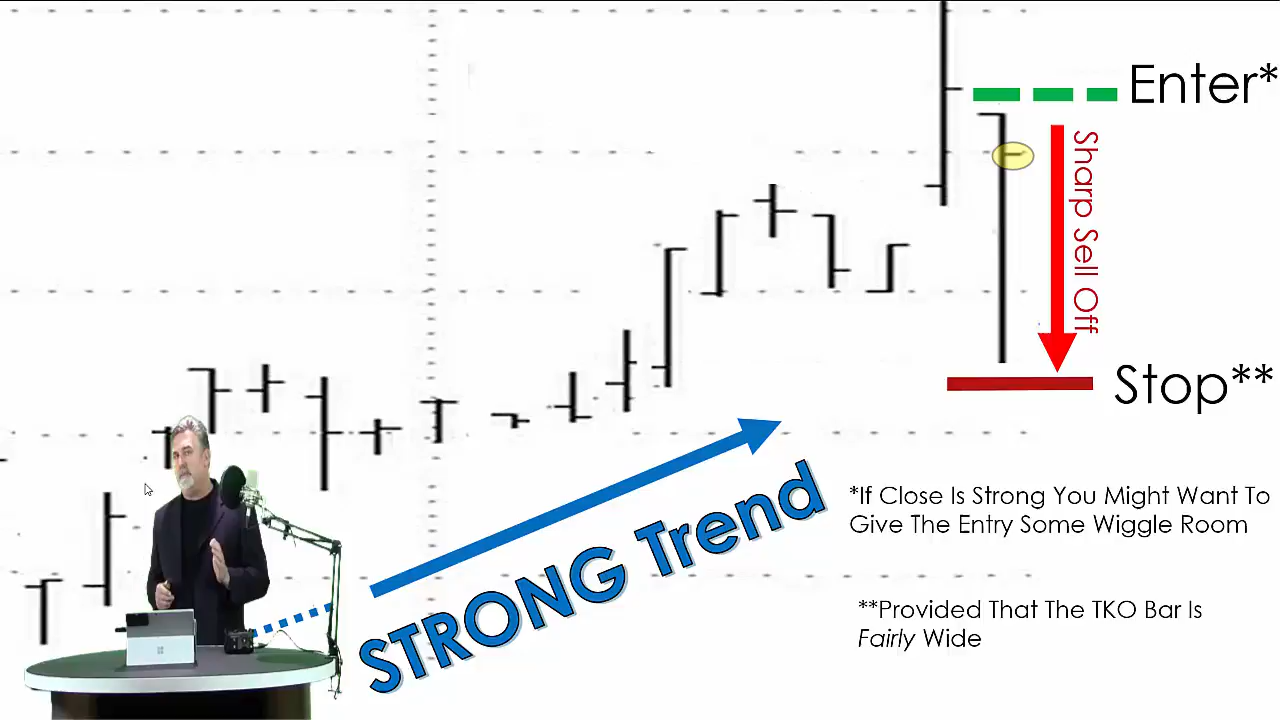 Enter*
Sharp Sell Off
Stop**
STRONG Trend
*If Close Is Strong You Might Want To
Give The Entry Some Wiggle Room
**Provided That The TKO Bar Is
Fairly Wide